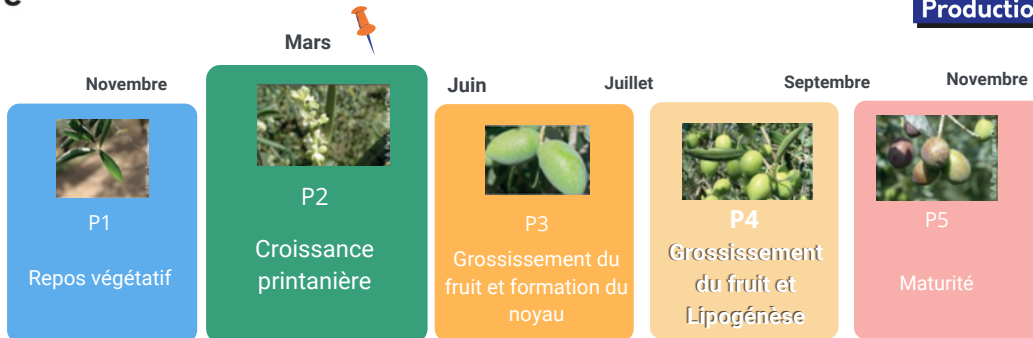 Production
Mars
Novembre
Juin
Juillet
Septembre
Novembre
P1
Repos végétatif
P2
Croissance
printanière
P3
Grossissement du
fruit et formation du
noyau
P4
Grossissement
du fruit et
Lipogénèse
P5
Maturité